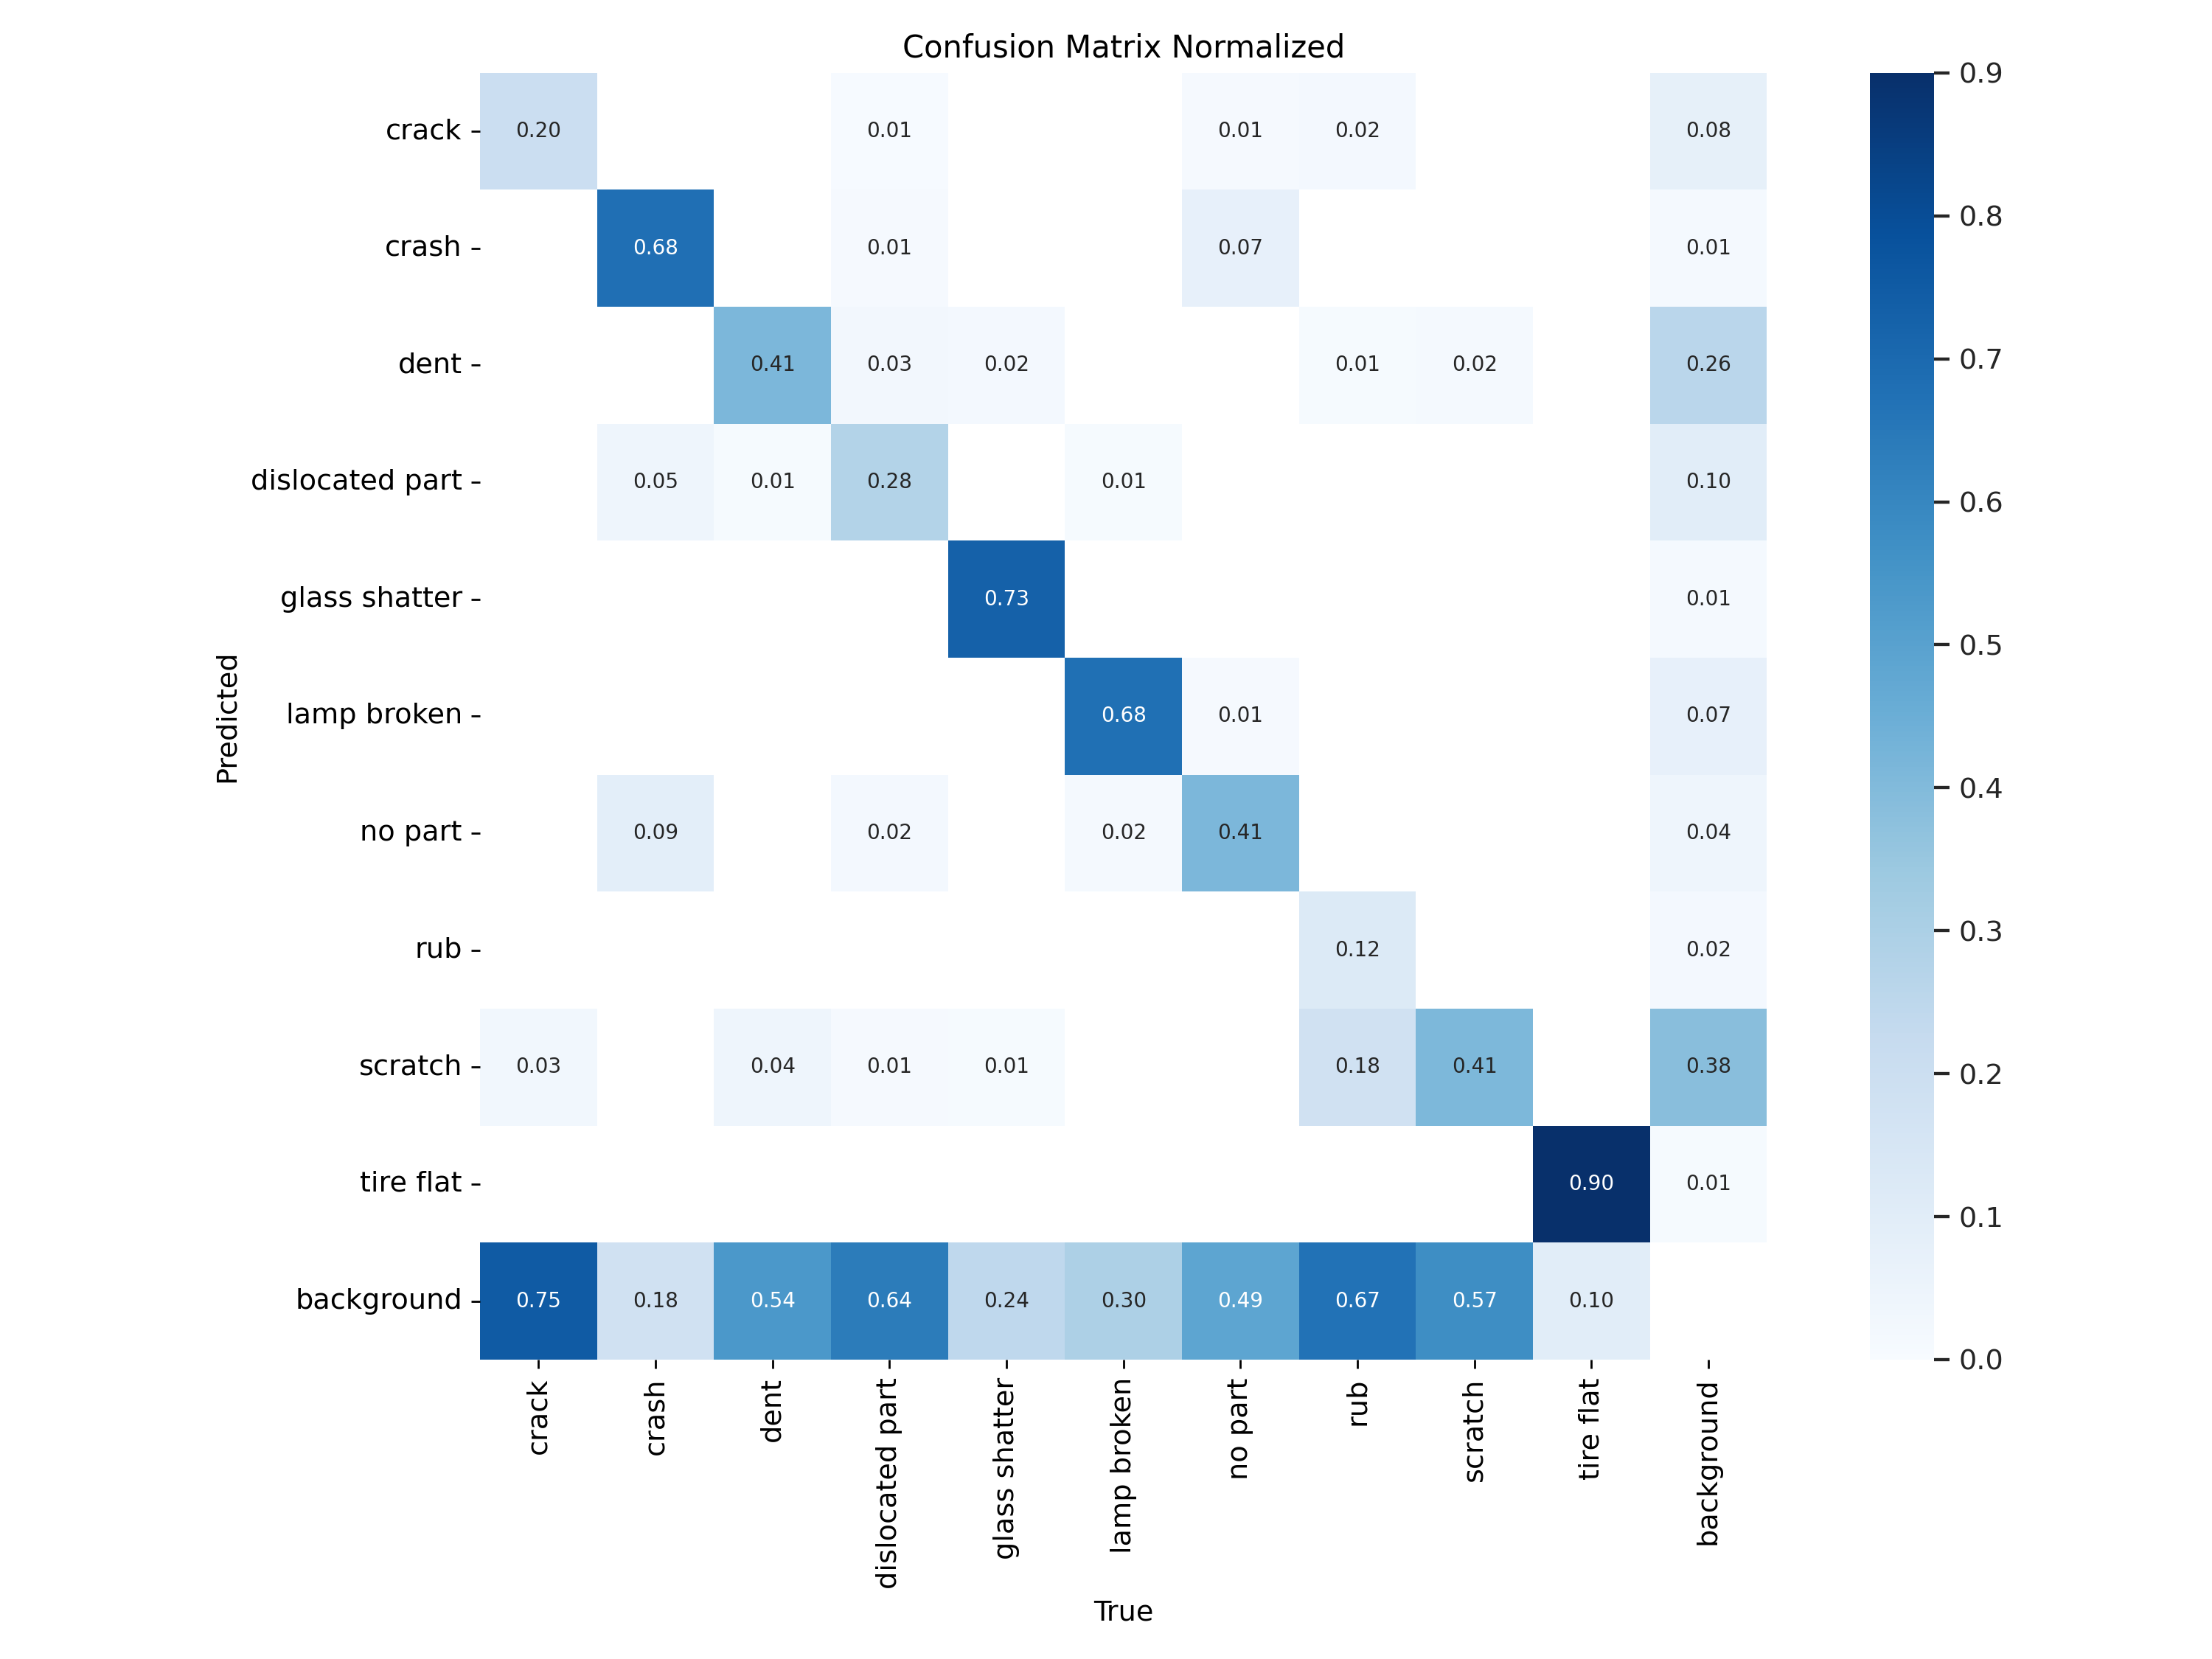 Confusion Matrix Normalized
crack 0.20 0.01 0.01 0.02 0.08
crash 0.68 0.01 0.07 0.01
dent 0.41 0.03 0.02 0.01 0.02 0.26
dislocated part 0.05 0.01 0.28 0.01 0.10
glass shatter 0.73 0.01
lamp broken 0.68 0.01 0.07
no part 0.09 0.02 0.02 0.41 0.04
rub 0.12 0.02
scratch 0.03 0.04 0.01 0.01 0.18 0.41 0.38
tire flat 0.90 0.01
background 0.75 0.18 0.54 0.64 0.24 0.30 0.49 0.67 0.57 0.10
Predicted
crack
crash
dent
dislocated part
glass shatter
lamp broken
no part
rub
scratch
tire flat
background
True
0.9
0.8
0.7
0.6
0.5
0.4
0.3
0.2
0.1
0.0